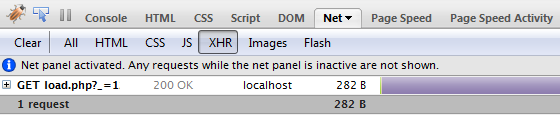 Console HTML CSS Script DOM Net Page Speed Page Speed Activity
Clear All HTML CSS JS XHR Images Flash
Net panel activated. Any requests while the net panel is inactive are not shown.
GET load.php?_=1 200 OK localhost 282 B
1 request 282 B